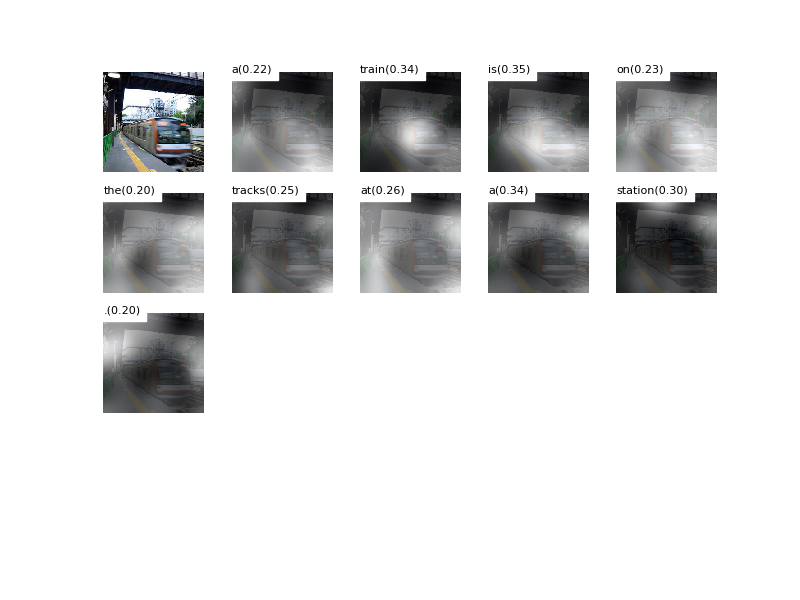 a(0.22) train(0.34) is(0.35) on(0.23)
the(0.20) tracks(0.25) at(0.26) a(0.34) station(0.30)
.(0.20)